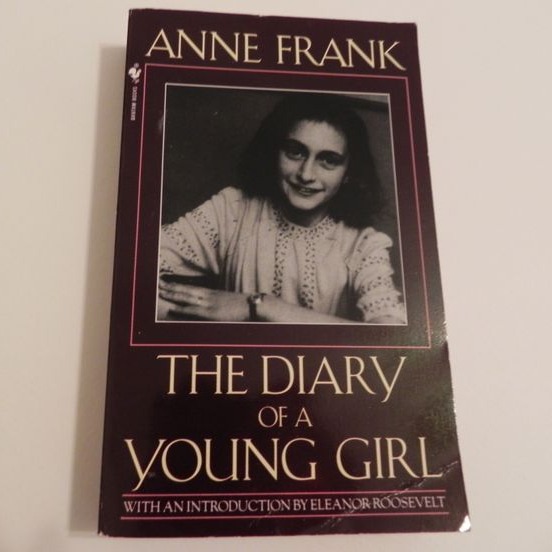 ANNE FRANK
THE DIARY
OF A
YOUNG GIRL
WITH AN INTRODUCTION BY ELEANOR ROOSEVELT